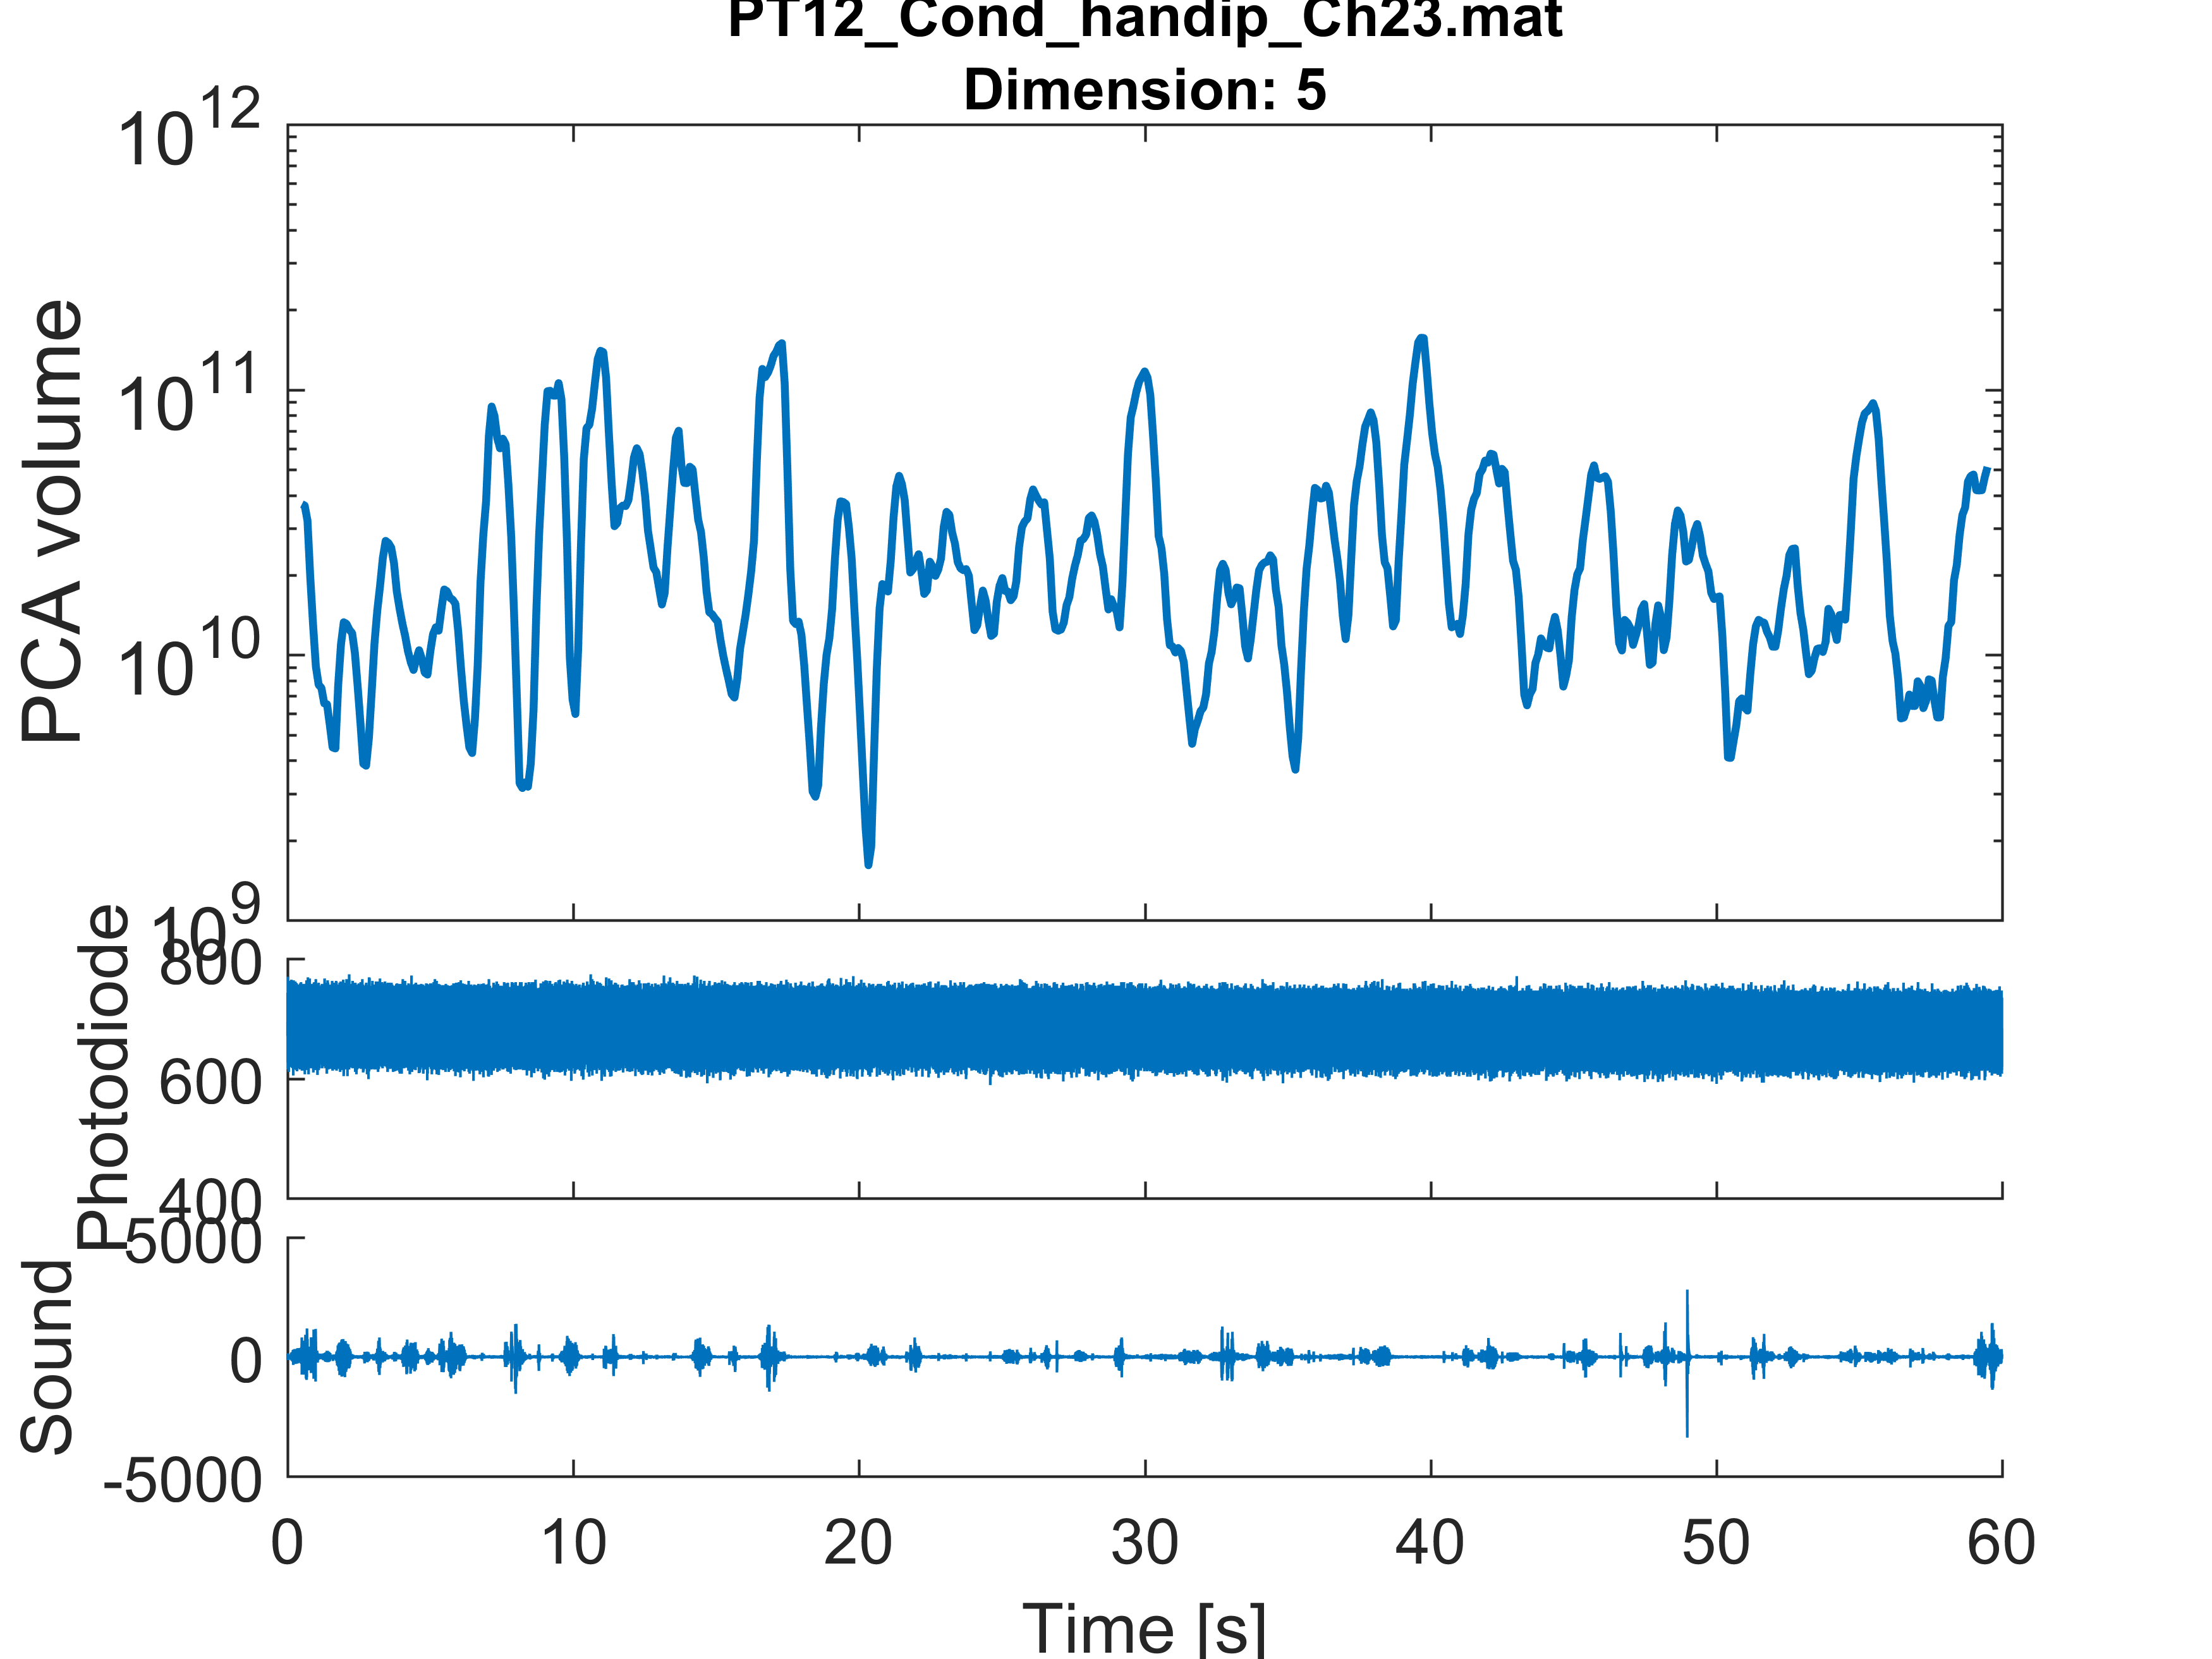 PT12_Cond_handip_Ch23.mat
Dimension: 5
10^12
10^11
10^10
10^9
PCA volume
800
600
400
Photodiode
5000
0
-5000
Sound
0 10 20 30 40 50 60
Time [s]